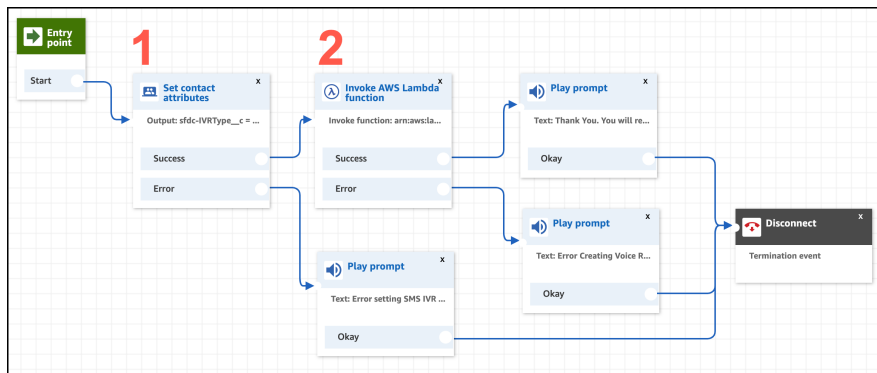 Entry
point
Start
1
Set contact
attributes
x
Output: sfdc-IVRType__c = ...
Success
Error
2
Invoke AWS Lambda
function
x
Invoke function: arn:aws:la...
Success
Error
Play prompt
x
Text: Thank You. You will re...
Okay
Play prompt
x
Text: Error Creating Voice R...
Okay
Play prompt
x
Text: Error setting SMS IVR ...
Okay
Disconnect
x
Termination event